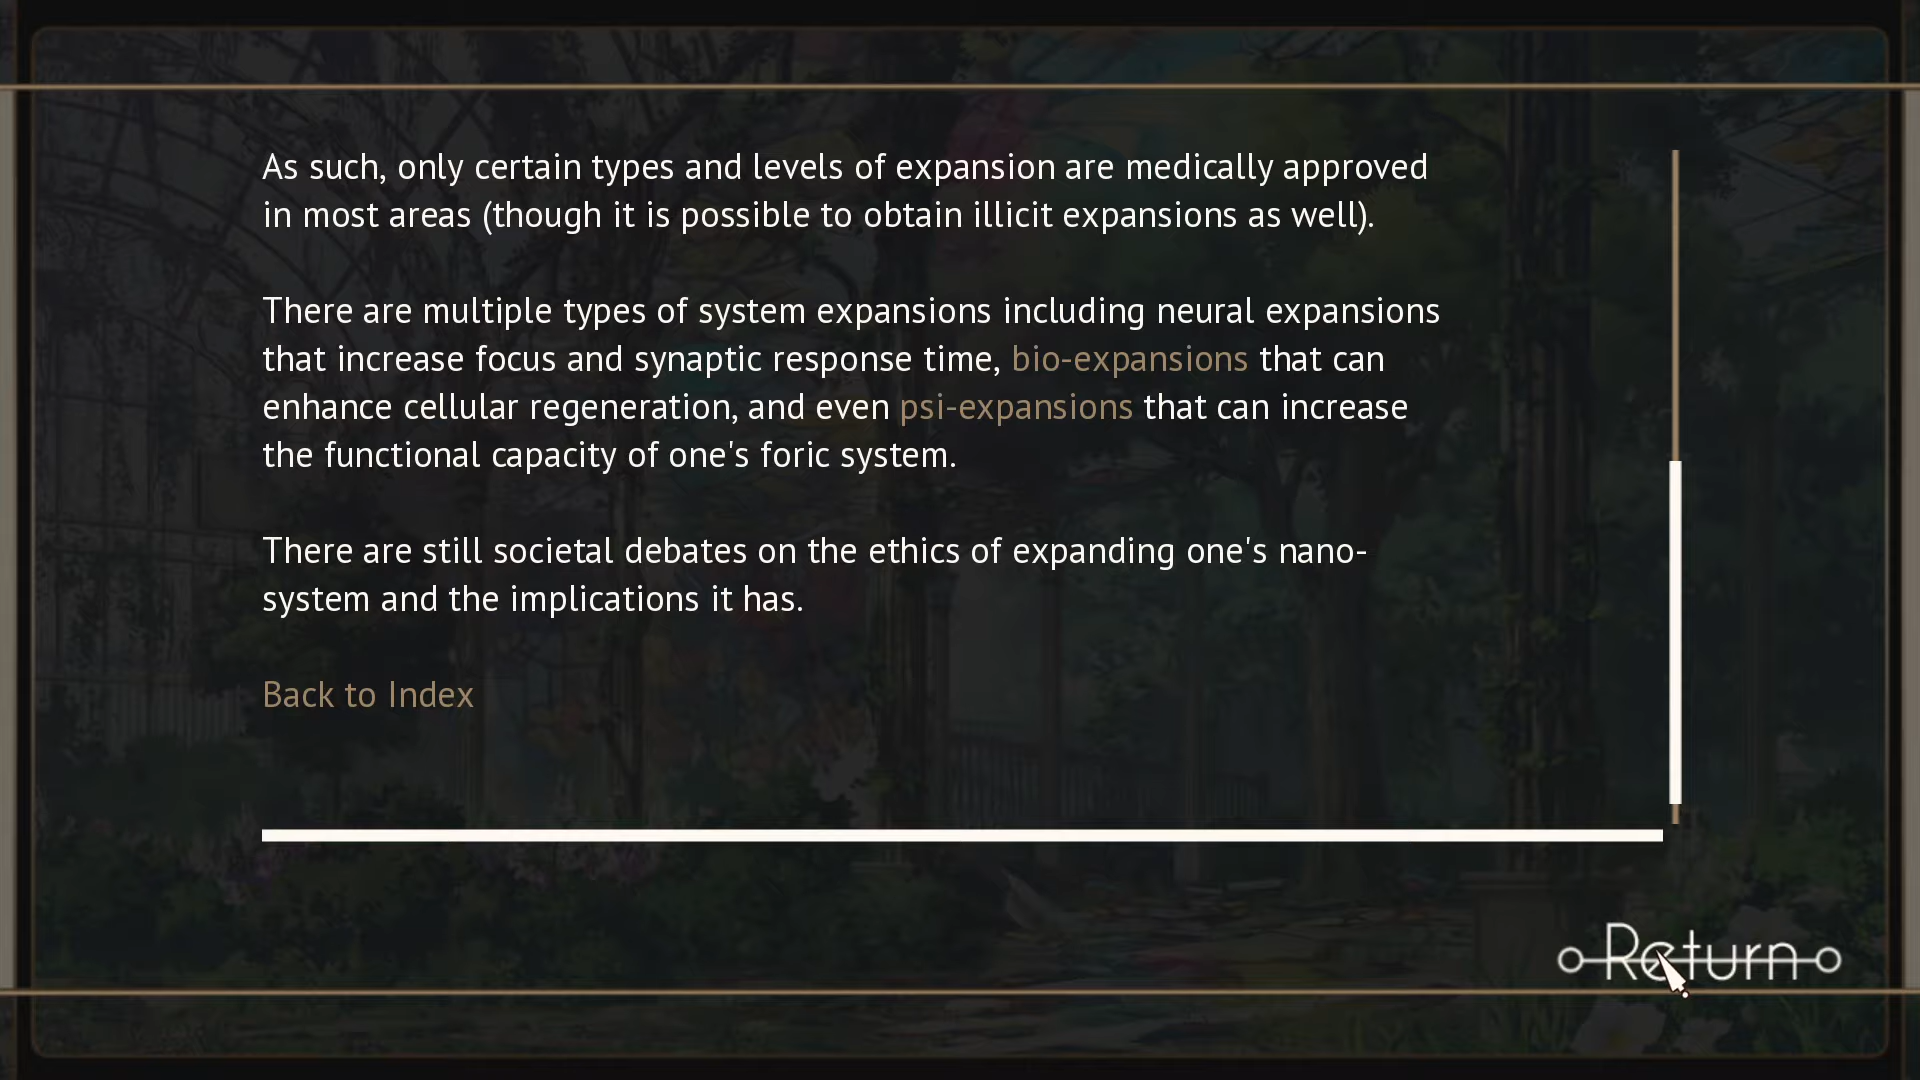 As such, only certain types and levels of expansion are medically approved
in most areas (though it is possible to obtain illicit expansions as well).
There are multiple types of system expansions including neural expansions
that increase focus and synaptic response time, bio-expansions that can
enhance cellular regeneration, and even psi-expansions that can increase
the functional capacity of one's foric system.
There are still societal debates on the ethics of expanding one's nano-
system and the implications it has.
Back to Index
Return